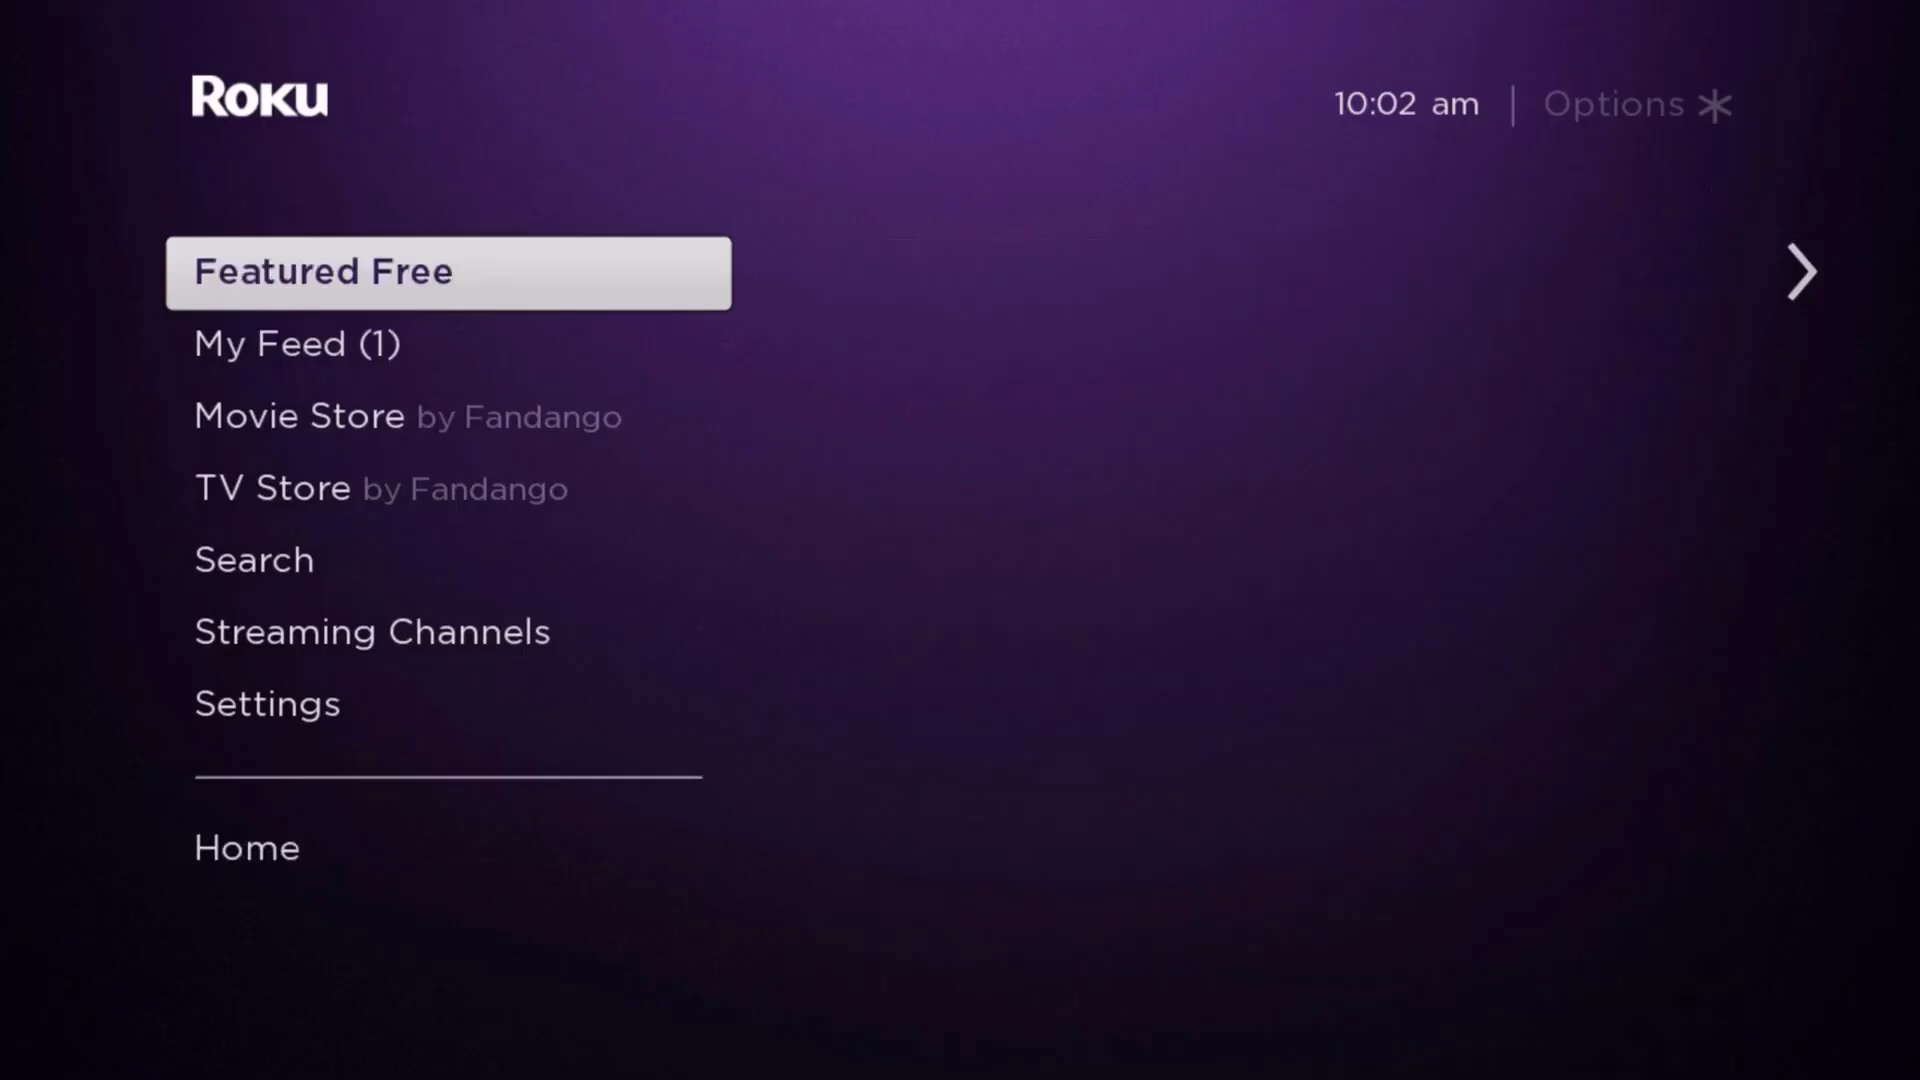 Roku
10:02 am | Options *
Featured Free
My Feed (1)
Movie Store by Fandango
TV Store by Fandango
Search
Streaming Channels
Settings
Home